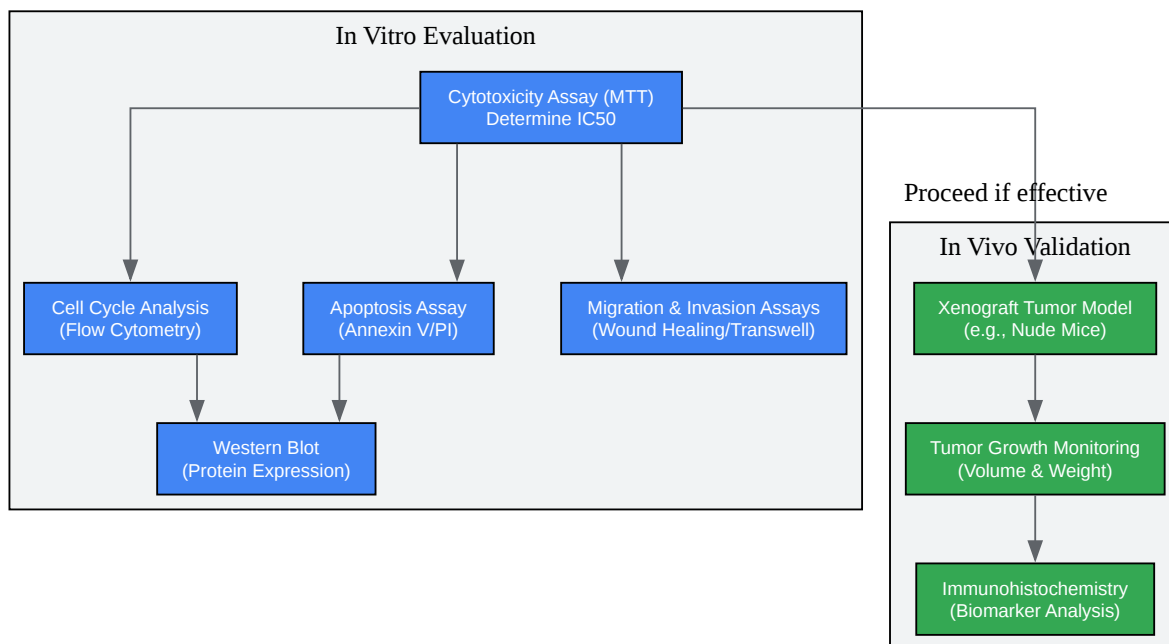 In Vitro Evaluation
Cytotoxicity Assay (MTT)
Determine IC50
Proceed if effective
In Vivo Validation
Cell Cycle Analysis
(Flow Cytometry)
Apoptosis Assay
(Annexin V/PI)
Migration & Invasion Assays
(Wound Healing/Transwell)
Xenograft Tumor Model
(e.g., Nude Mice)
Western Blot
(Protein Expression)
Tumor Growth Monitoring
(Volume & Weight)
Immunohistochemistry
(Biomarker Analysis)